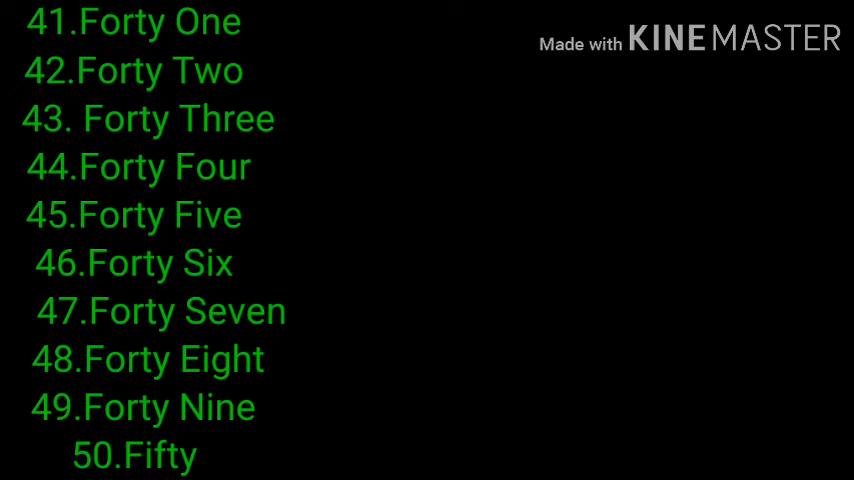 41.Forty One
42.Forty Two
43. Forty Three
44.Forty Four
45.Forty Five
46.Forty Six
47.Forty Seven
48.Forty Eight
49.Forty Nine
50.Fifty
Made with KINEMASTER